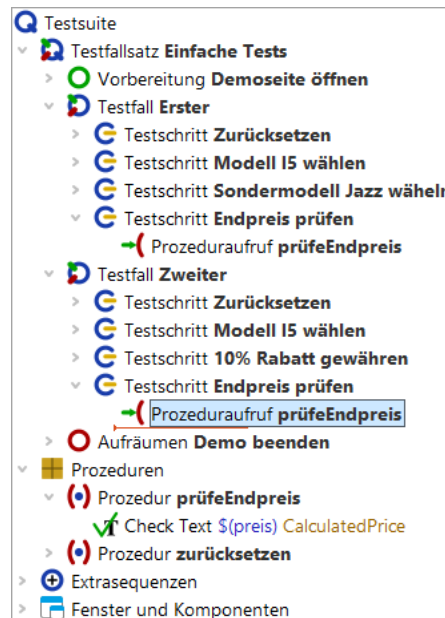 Testsuite
Testfallsatz Einfache Tests
Vorbereitung Demoseite öffnen
Testfall Erster
Testschritt Zurücksetzen
Testschritt Modell I5 wählen
Testschritt Sondermodell Jazz wäheln
Testschritt Endpreis prüfen
Prozeduraufruf prüfeEndpreis
Testfall Zweiter
Testschritt Zurücksetzen
Testschritt Modell I5 wählen
Testschritt 10% Rabatt gewähren
Testschritt Endpreis prüfen
Prozeduraufruf prüfeEndpreis
Aufräumen Demo beenden
Prozeduren
Prozedur prüfeEndpreis
Check Text $(preis) CalculatedPrice
Prozedur zurücksetzen
Extrasequenzen
Fenster und Komponenten